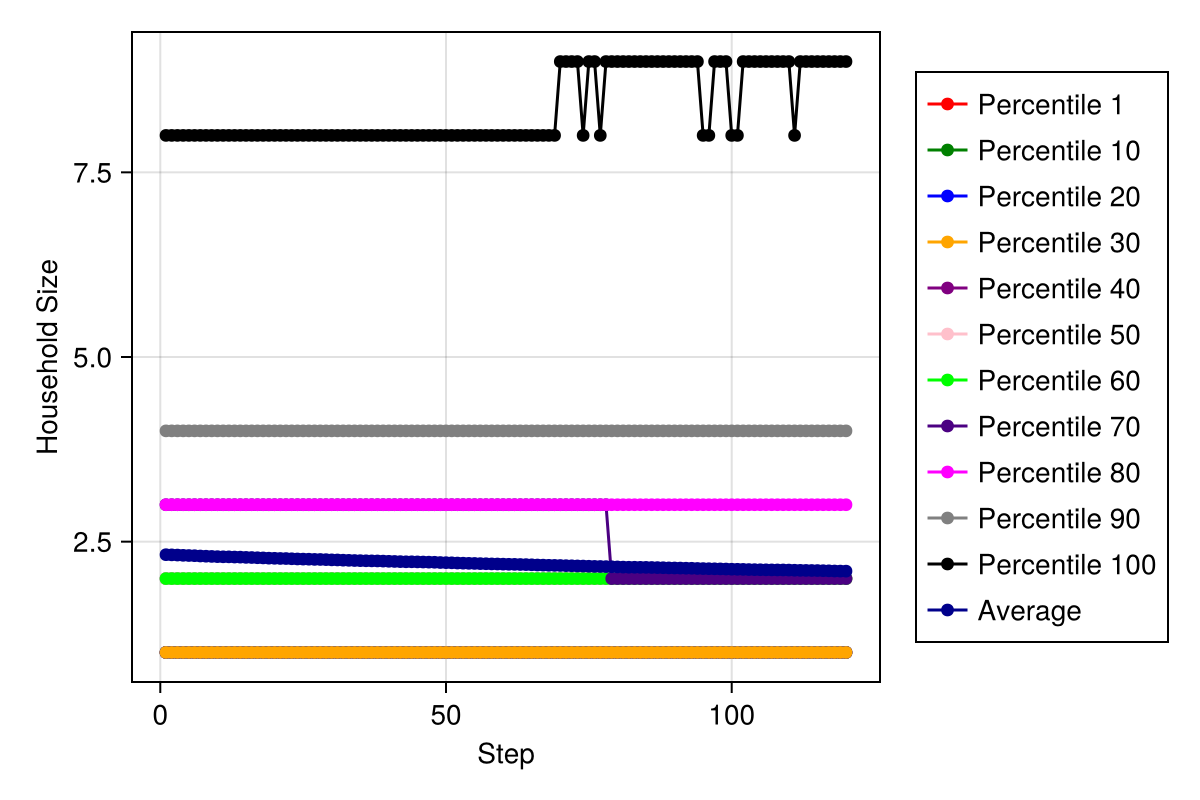 7.5
5.0
2.5
Household Size
0
50
100
Step
Percentile 1
Percentile 10
Percentile 20
Percentile 30
Percentile 40
Percentile 50
Percentile 60
Percentile 70
Percentile 80
Percentile 90
Percentile 100
Average